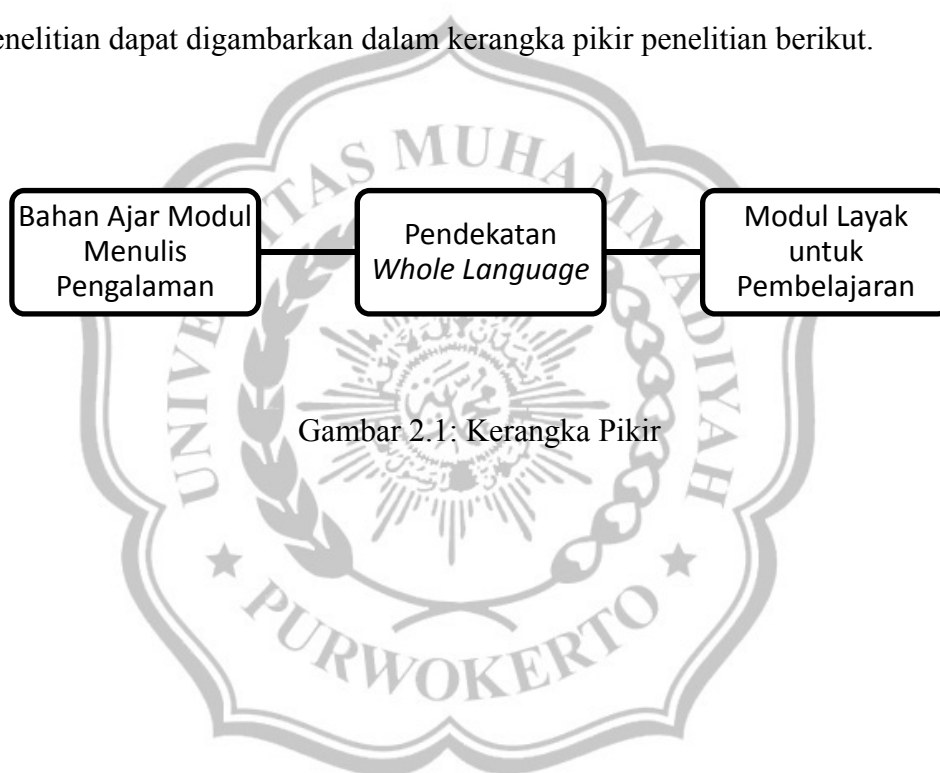 enelitian dapat digambarkan dalam kerangka pikir penelitian berikut.
UNIVERSITAS MUHAMMADIYAH
Bahan Ajar Modul
Menulis
Pengalaman
Pendekatan
Whole Language
Modul Layak
untuk
Pembelajaran
Gambar 2.1: Kerangka Pikir
PURWOKERTO